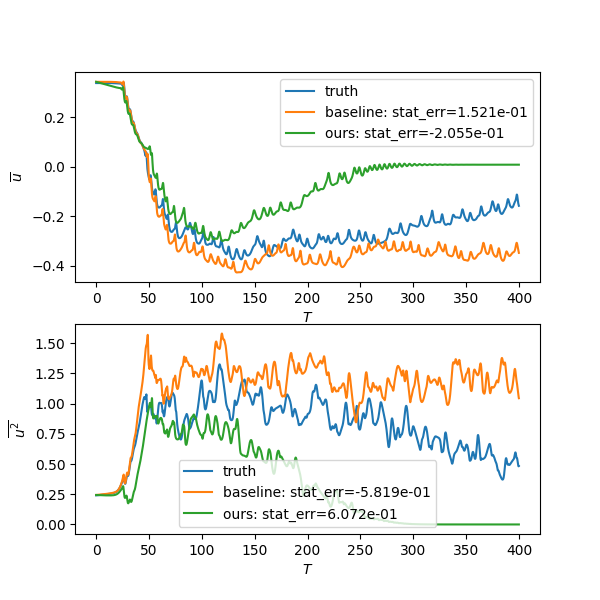 0.2
0.0
−0.2
−0.4
u
truth
baseline: stat_err=1.521e-01
ours: stat_err=-2.055e-01
0 50 100 150 200 250 300 350 400
T
1.50
1.25
1.00
0.75
0.50
0.25
0.00
u²
truth
baseline: stat_err=-5.819e-01
ours: stat_err=6.072e-01
0 50 100 150 200 250 300 350 400
T